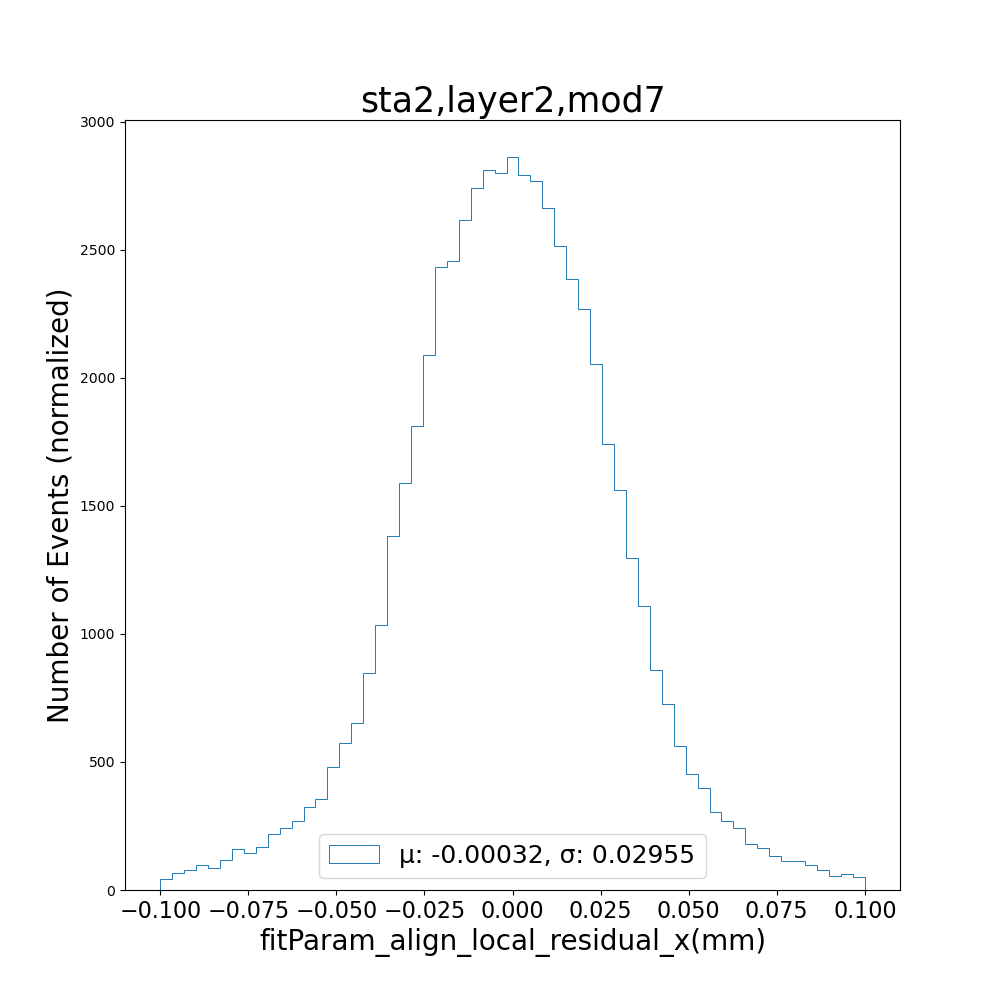 sta2,layer2,mod7
Number of Events (normalized)
3000
2500
2000
1500
1000
500
0
μ: -0.00032, σ: 0.02955
−0.100 −0.075 −0.050 −0.025 0.000 0.025 0.050 0.075 0.100
fitParam_align_local_residual_x(mm)